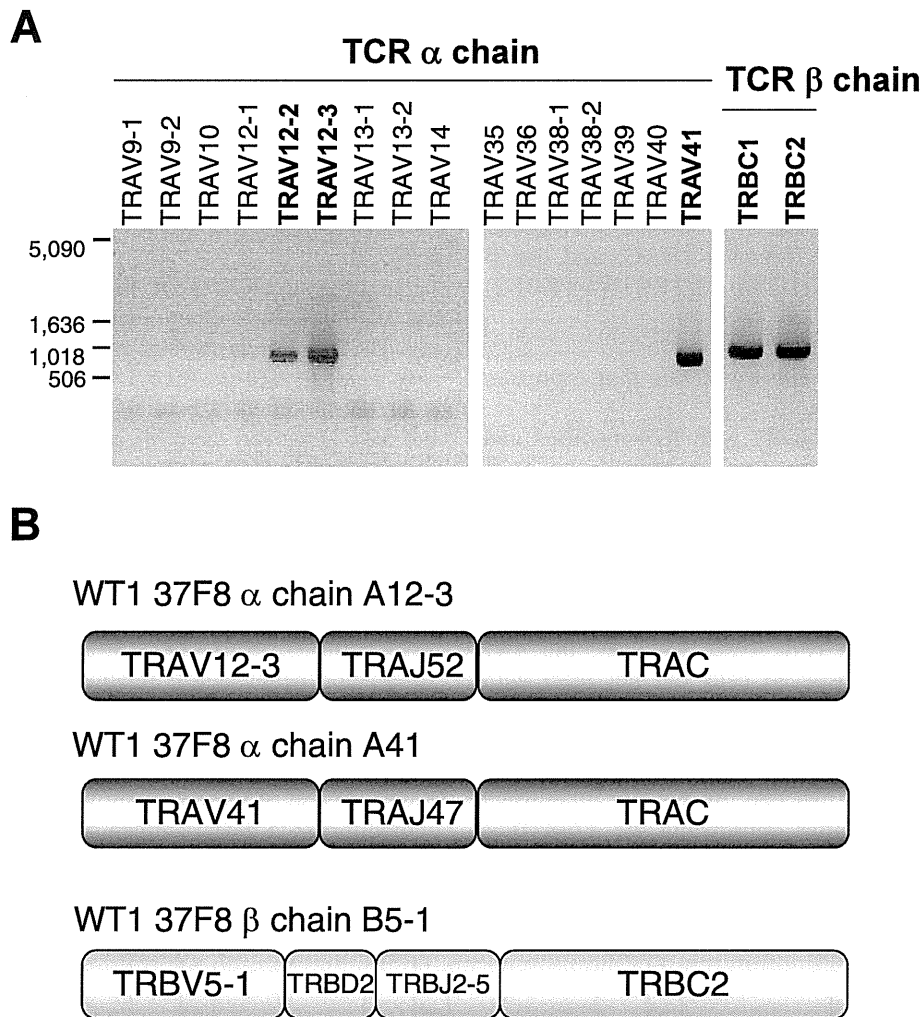 A
TCR α chain
TCR β chain
TRAV9-1
TRAV9-2
TRAV10
TRAV12-1
TRAV12-2
TRAV12-3
TRAV13-1
TRAV13-2
TRAV14
TRAV35
TRAV36
TRAV38-1
TRAV38-2
TRAV39
TRAV40
TRAV41
TRBC1
TRBC2
5,090
1,636
1,018
506
B
WT1 37F8 α chain A12-3
TRAV12-3 TRAJ52 TRAC
WT1 37F8 α chain A41
TRAV41 TRAJ47 TRAC
WT1 37F8 β chain B5-1
TRBV5-1 TRBD2 TRBJ2-5 TRBC2